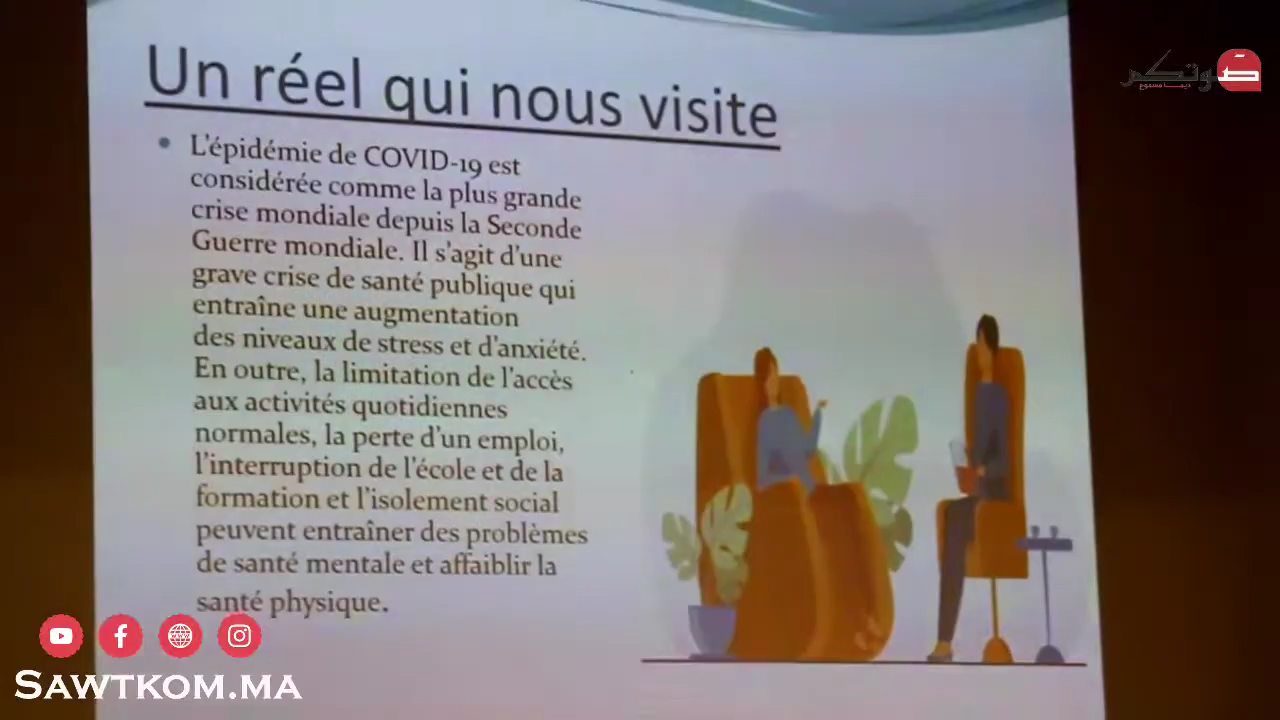 Un réel qui nous visite
صوتكم
ديما مسموع
• L'épidémie de COVID-19 est
considérée comme la plus grande
crise mondiale depuis la Seconde
Guerre mondiale. Il s'agit d'une
grave crise de santé publique qui
entraîne une augmentation
des niveaux de stress et d'anxiété.
En outre, la limitation de l'accès
aux activités quotidiennes
normales, la perte d'un emploi,
l'interruption de l'école et de la
formation et l'isolement social
peuvent entraîner des problèmes
de santé mentale et affaiblir la
santé physique.
SAWTKOM.MA